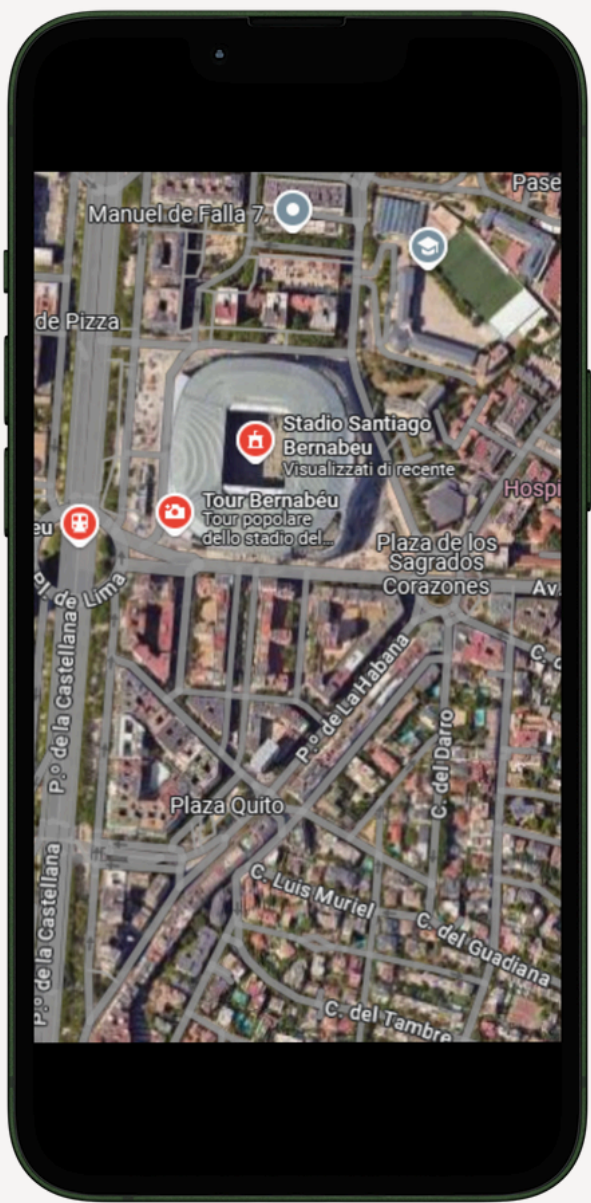 Pase
Manuel de Falla 7
de Pizza
Stadio Santiago
Bernabeu
Visualizzati di recente
Hospi
Tour Bernabéu
Tour popolare
dello stadio del...
eu
Plaza de los
Sagrados
Corazones
Av.
Pl. de Lima
C. d
P.º de la Castellana
P.º de La Habana
C. del Darro
Plaza Quito
P.º de la Castellana
C. Luis Muriel
C. del Guadiana
C. del Tambre